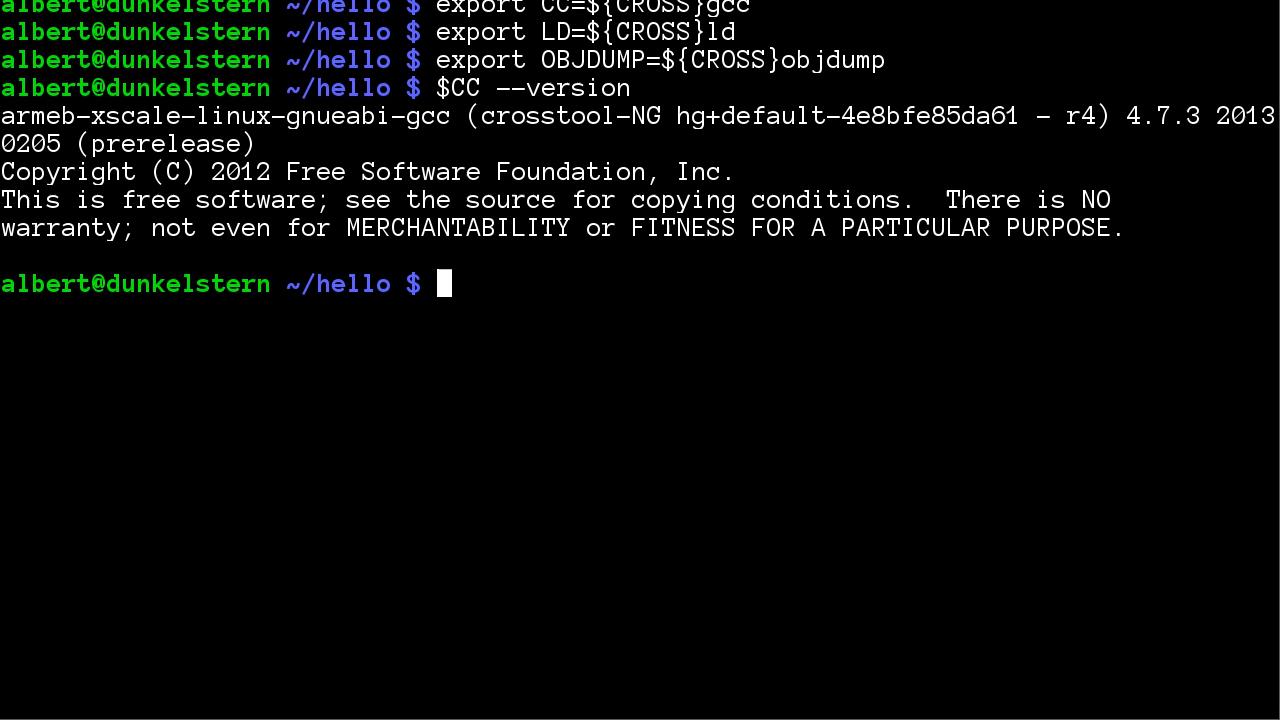 albert@dunkelstern ~/hello $ export CC=${CROSS}gcc
albert@dunkelstern ~/hello $ export LD=${CROSS}ld
albert@dunkelstern ~/hello $ export OBJDUMP=${CROSS}objdump
albert@dunkelstern ~/hello $ $CC --version
armeb-xscale-linux-gnueabi-gcc (crosstool-NG hg+default-4e8bfe85da61 - r4) 4.7.3 2013
0205 (prerelease)
Copyright (C) 2012 Free Software Foundation, Inc.
This is free software; see the source for copying conditions.  There is NO
warranty; not even for MERCHANTABILITY or FITNESS FOR A PARTICULAR PURPOSE.
albert@dunkelstern ~/hello $